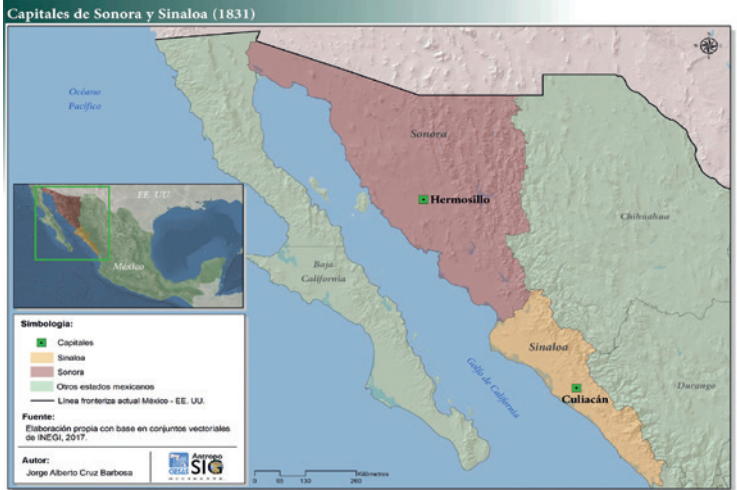 Capitales de Sonora y Sinaloa (1831)
Océano
Pacífico
Sonora
Hermosillo
Chihuahua
EE. UU.
México
Baja
California
Sinaloa
Durango
Culiacán
Golfo de California
Simbología:
Capitales
Sinaloa
Sonora
Otros estados mexicanos
Línea fronteriza actual México - EE. UU.
Fuente:
Elaboración propia con base en conjuntos vectoriales
de INEGI, 2017.
Autor:
Jorge Alberto Cruz Barbosa
Antropo
SIG
CIESAS
Kilómetros
0 65 130 260